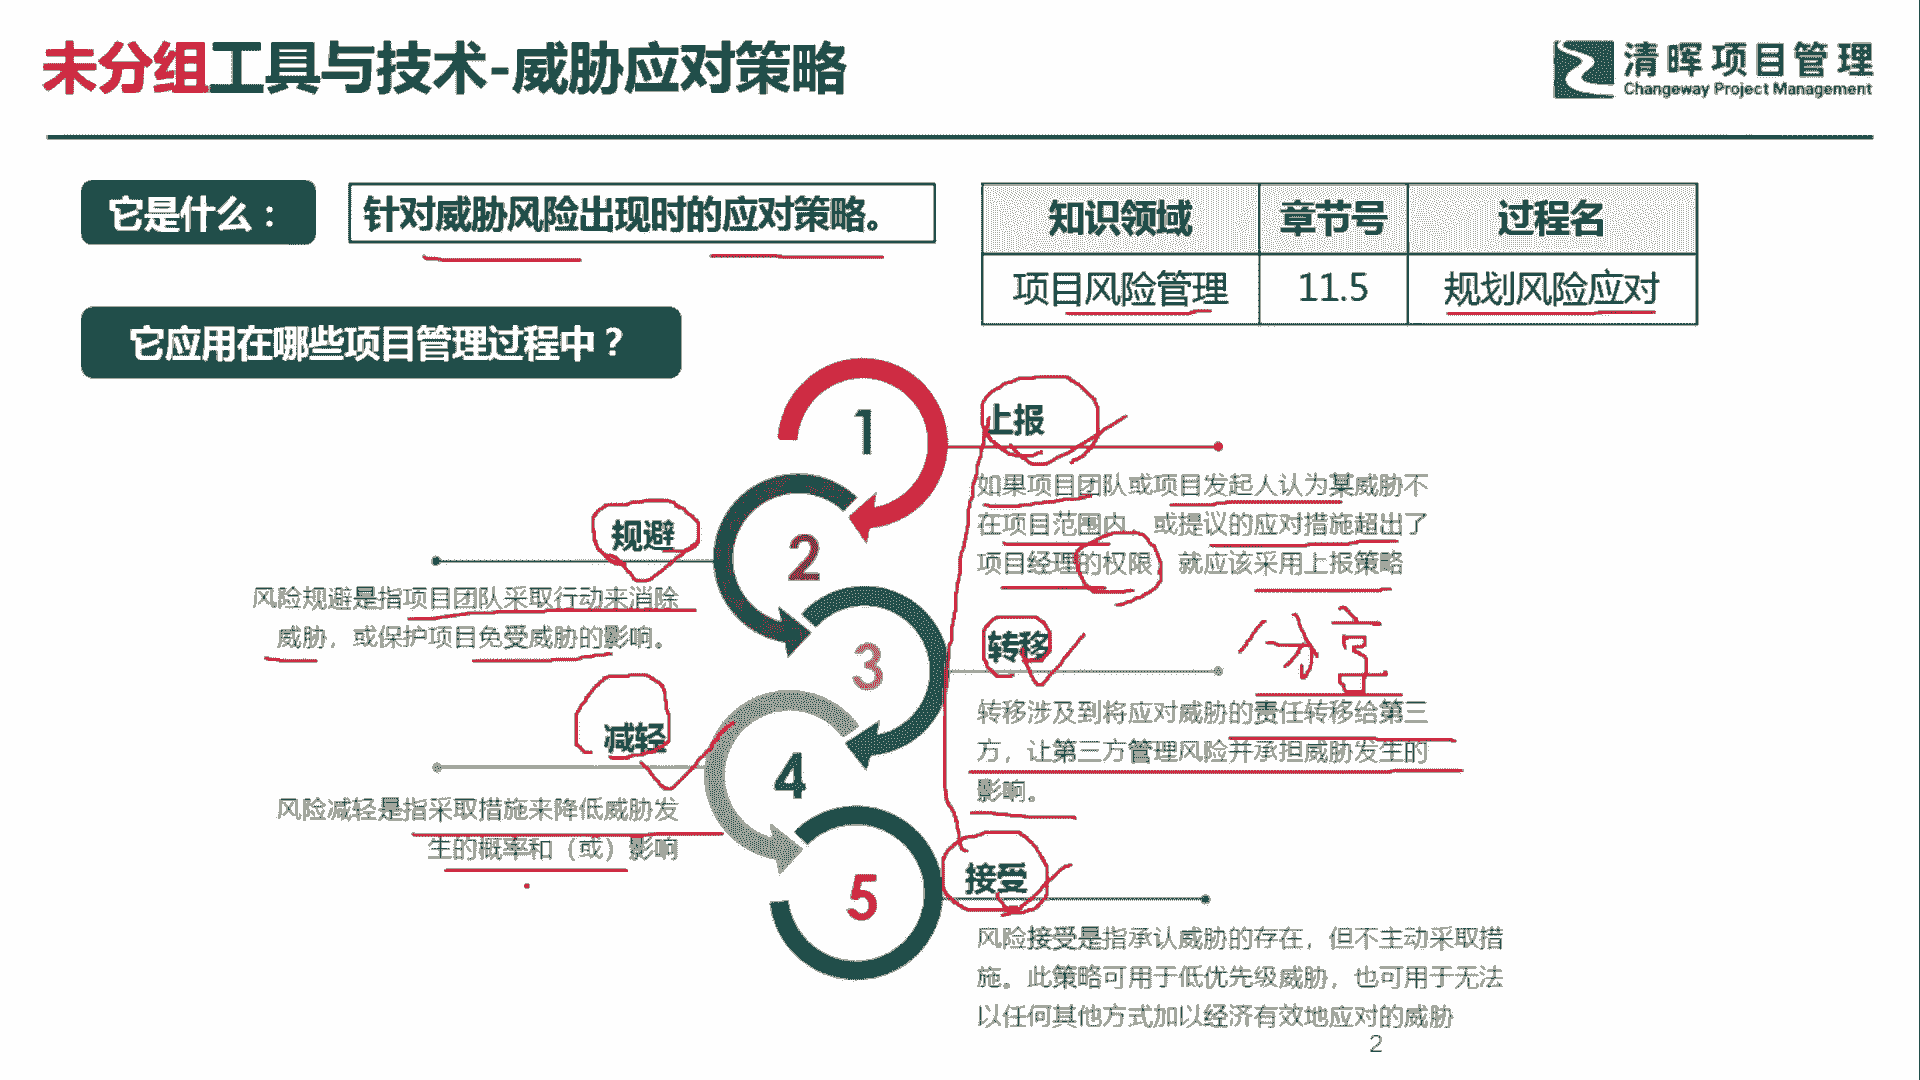 未分组工具与技术-威胁应对策略
清晖项目管理
Changeway Project Management
它是什么：
针对威胁风险出现时的应对策略。
知识领域 章节号 过程名
项目风险管理 11.5 规划风险应对
它应用在哪些项目管理过程中？
1
上报
如果项目团队或项目发起人认为某威胁不
在项目范围内，或提议的应对措施超出了
项目经理的权限，就应该采用上报策略
2
规避
风险规避是指项目团队采取行动来消除
威胁，或保护项目免受威胁的影响。
3
转移
分享
转移涉及到将应对威胁的责任转移给第三
方，让第三方管理风险并承担威胁发生的
影响。
4
减轻
风险减轻是指采取措施来降低威胁发
生的概率和（或）影响
5
接受
风险接受是指承认威胁的存在，但不主动采取措
施。此策略可用于低优先级威胁，也可用于无法
以任何其他方式加以经济有效地应对的威胁
2